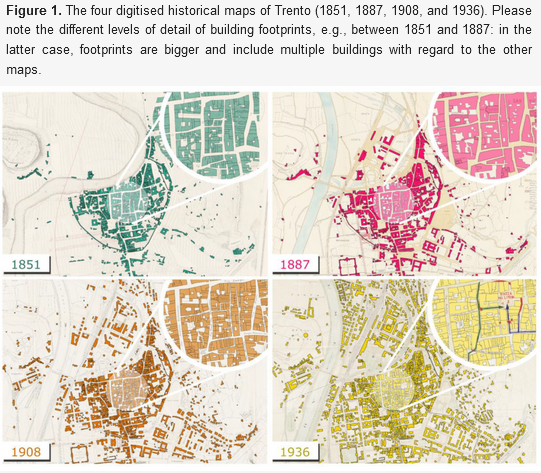 Figure 1. The four digitised historical maps of Trento (1851, 1887, 1908, and 1936). Please
note the different levels of detail of building footprints, e.g., between 1851 and 1887: in the
latter case, footprints are bigger and include multiple buildings with regard to the other
maps.
1851
1887
1908
1936